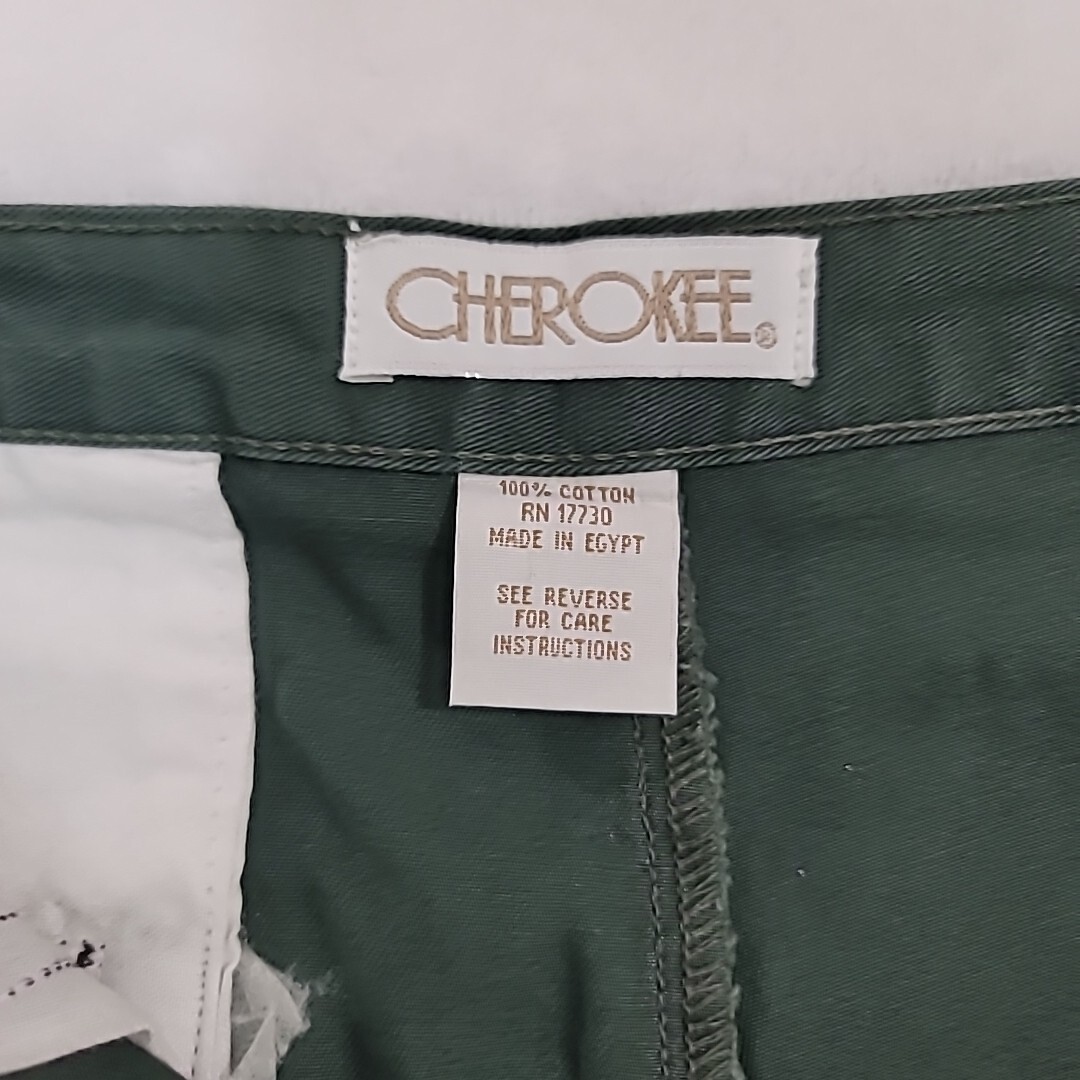 CHEROKEE®
100% COTTON
RN 17730
MADE IN EGYPT
SEE REVERSE
FOR CARE
INSTRUCTIONS